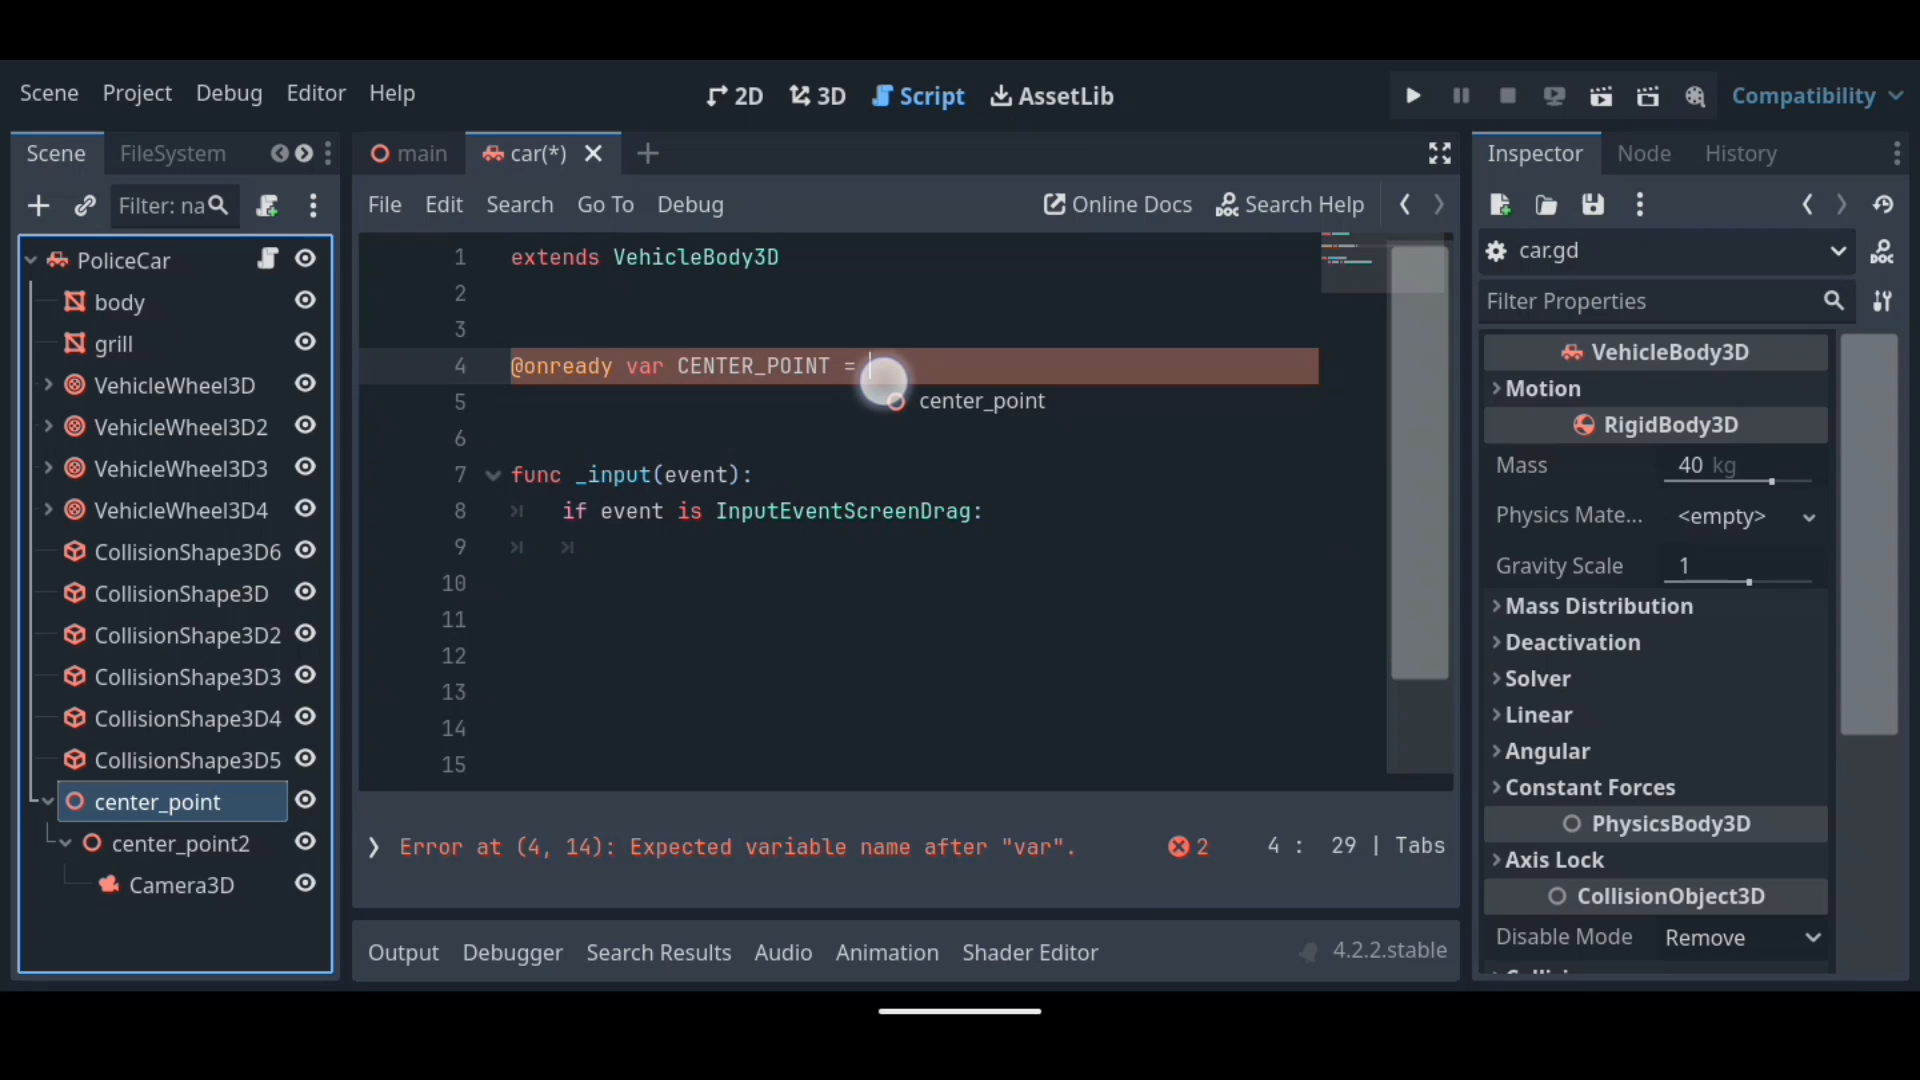 Scene Project Debug Editor Help 2D 3D Script AssetLib Compatibility
Scene FileSystem main car(*) Inspector Node History
Filter: na File Edit Search Go To Debug Online Docs Search Help
PoliceCar
body
grill
VehicleWheel3D
VehicleWheel3D2
VehicleWheel3D3
VehicleWheel3D4
CollisionShape3D6
CollisionShape3D
CollisionShape3D2
CollisionShape3D3
CollisionShape3D4
CollisionShape3D5
center_point
center_point2
Camera3D
1 extends VehicleBody3D
2
3
4 @onready var CENTER_POINT =
5 center_point
6
7 func _input(event):
8 if event is InputEventScreenDrag:
9
10
11
12
13
14
15
Error at (4, 14): Expected variable name after "var". 2 4 : 29 | Tabs
Output Debugger Search Results Audio Animation Shader Editor 4.2.2.stable
car.gd
Filter Properties
VehicleBody3D
Motion
RigidBody3D
Mass 40 kg
Physics Mate... <empty>
Gravity Scale 1
Mass Distribution
Deactivation
Solver
Linear
Angular
Constant Forces
PhysicsBody3D
Axis Lock
CollisionObject3D
Disable Mode Remove